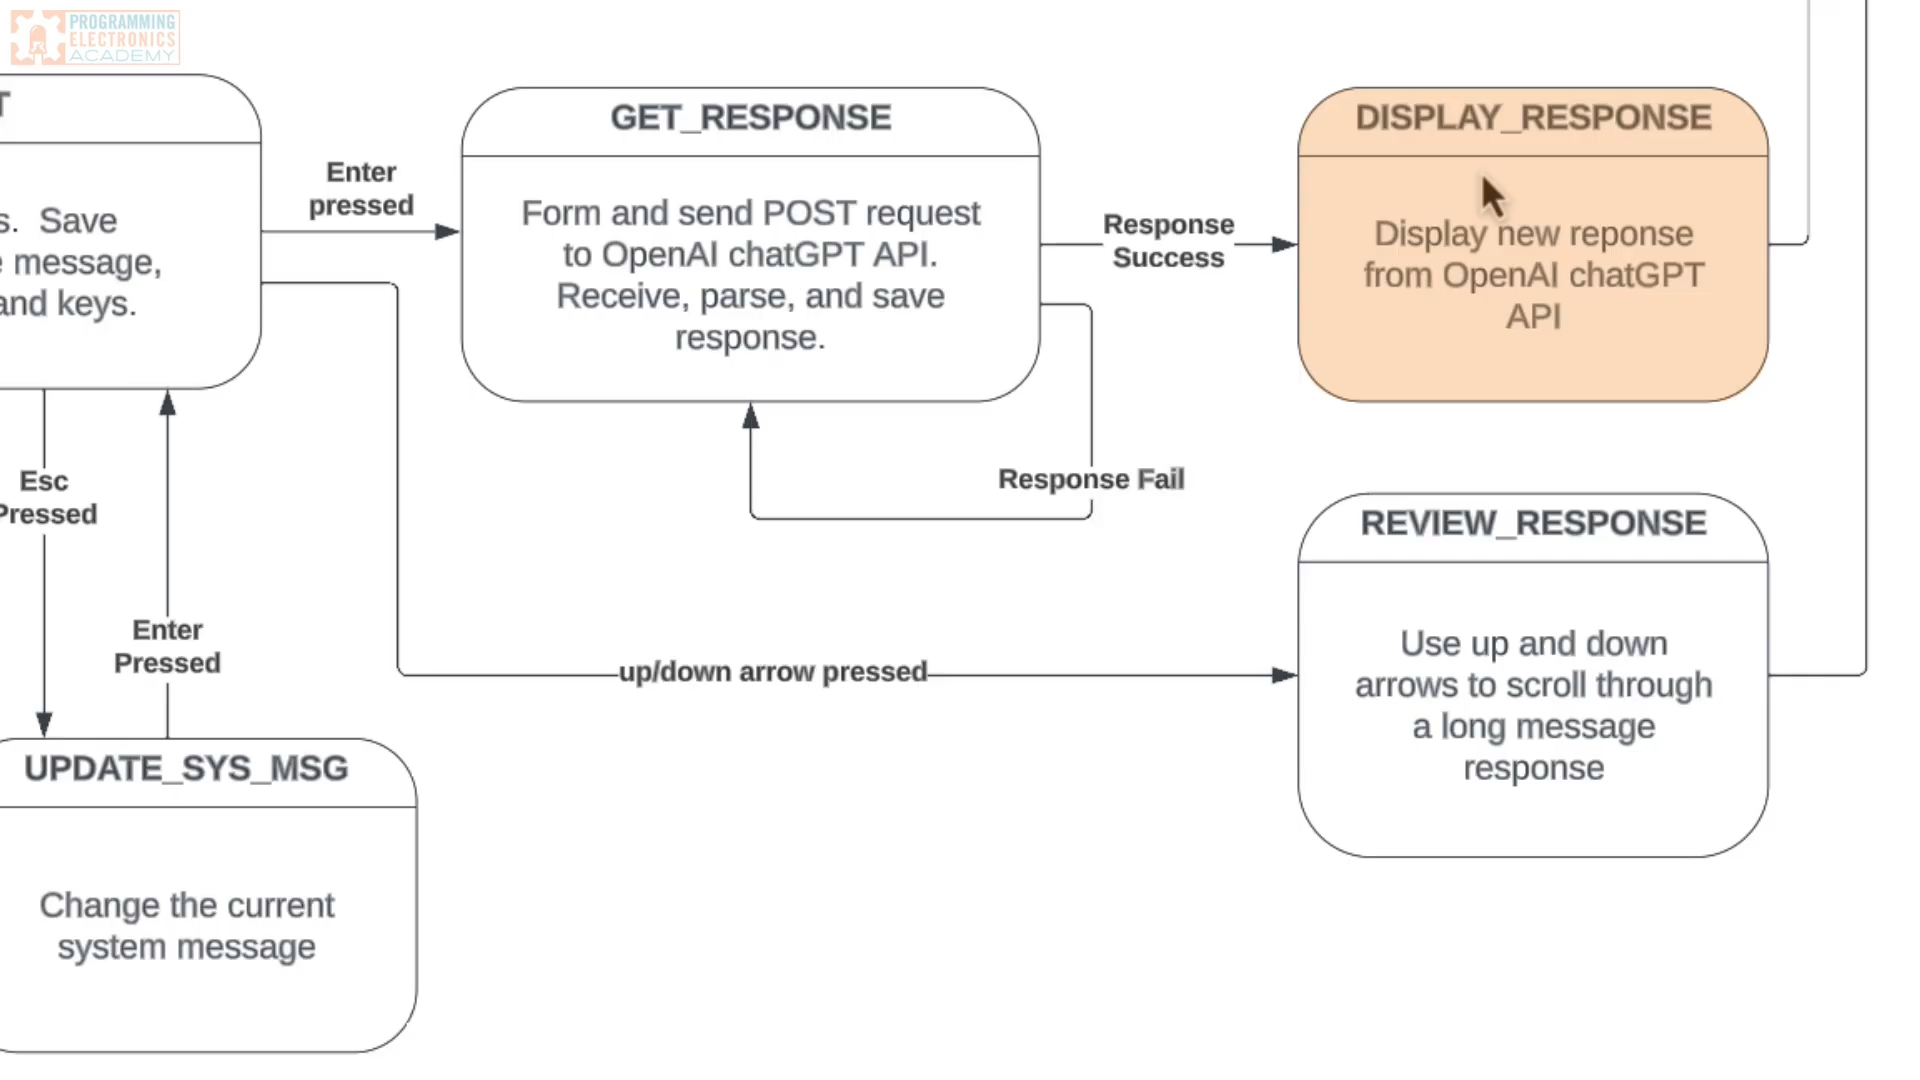 PROGRAMMING
ELECTRONICS
ACADEMY
T
s. Save
message,
and keys.
Enter
pressed
GET_RESPONSE
Form and send POST request
to OpenAI chatGPT API.
Receive, parse, and save
response.
Response
Success
DISPLAY_RESPONSE
Display new reponse
from OpenAI chatGPT
API
Response Fail
Esc
Pressed
Enter
Pressed
up/down arrow pressed
REVIEW_RESPONSE
Use up and down
arrows to scroll through
a long message
response
UPDATE_SYS_MSG
Change the current
system message